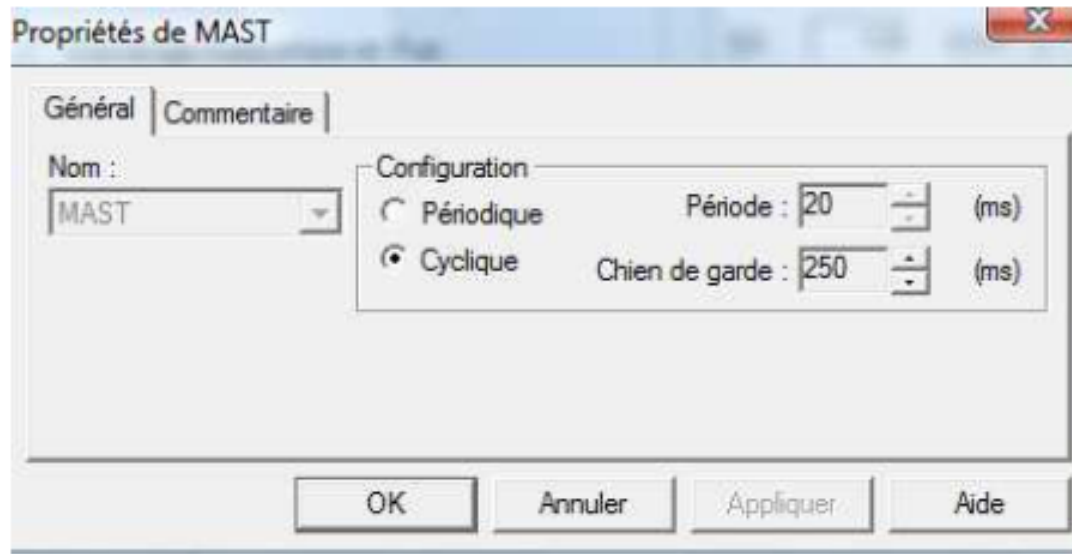 Propriétés de MAST
Général Commentaire
Nom :
MAST
Configuration
Périodique
Période : 20 (ms)
Cyclique
Chien de garde : 250 (ms)
OK Annuler Appliquer Aide